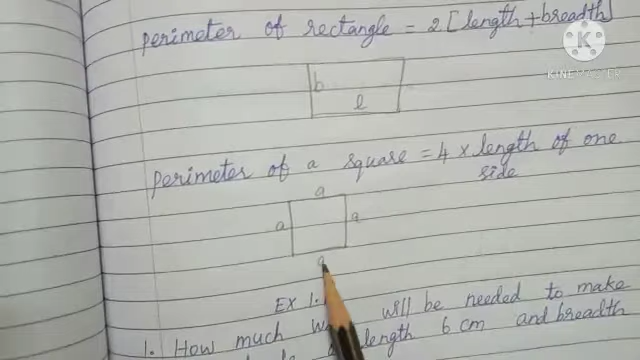 perimeter of rectangle = 2 [length + breadth]
KINEMASTER
b
l
perimeter of a square = 4 × length of one
side
a
a
a
a
Ex 1.
1. How much will be needed to make
length 6 cm and breadth